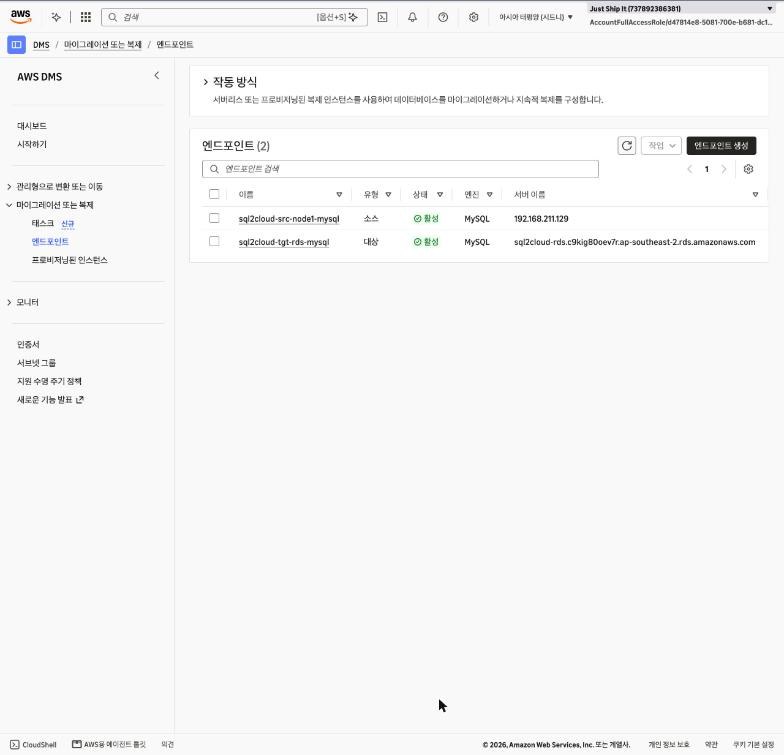 aws
검색
[옵션+S]
아시아 태평양 (시드니) ▼
Just Ship It (737892386381) ▼
AccountFullAccessRole/d47814e8-5081-700e-b681-dc1...
DMS / 마이그레이션 또는 복제 / 엔드포인트
AWS DMS
대시보드
시작하기
관리형으로 변환 또는 이동
마이그레이션 또는 복제
태스크 신규
엔드포인트
프로비저닝된 인스턴스
모니터
인증서
서브넷 그룹
지원 수명 주기 정책
새로운 기능 발표
작동 방식
서버리스 또는 프로비저닝된 복제 인스턴스를 사용하여 데이터베이스를 마이그레이션하거나 지속적 복제를 구성합니다.
엔드포인트 (2)
작업
엔드포인트 생성
엔드포인트 검색
1
이름 유형 상태 엔진 서버 이름
sql2cloud-src-node1-mysql 소스 활성 MySQL 192.168.211.129
sql2cloud-tgt-rds-mysql 대상 활성 MySQL sql2cloud-rds.c9kig80oev7r.ap-southeast-2.rds.amazonaws.com
CloudShell AWS용 에이전트 툴킷 의견
© 2026, Amazon Web Services, Inc. 또는 계열사. 개인 정보 보호 약관 쿠키 기본 설정